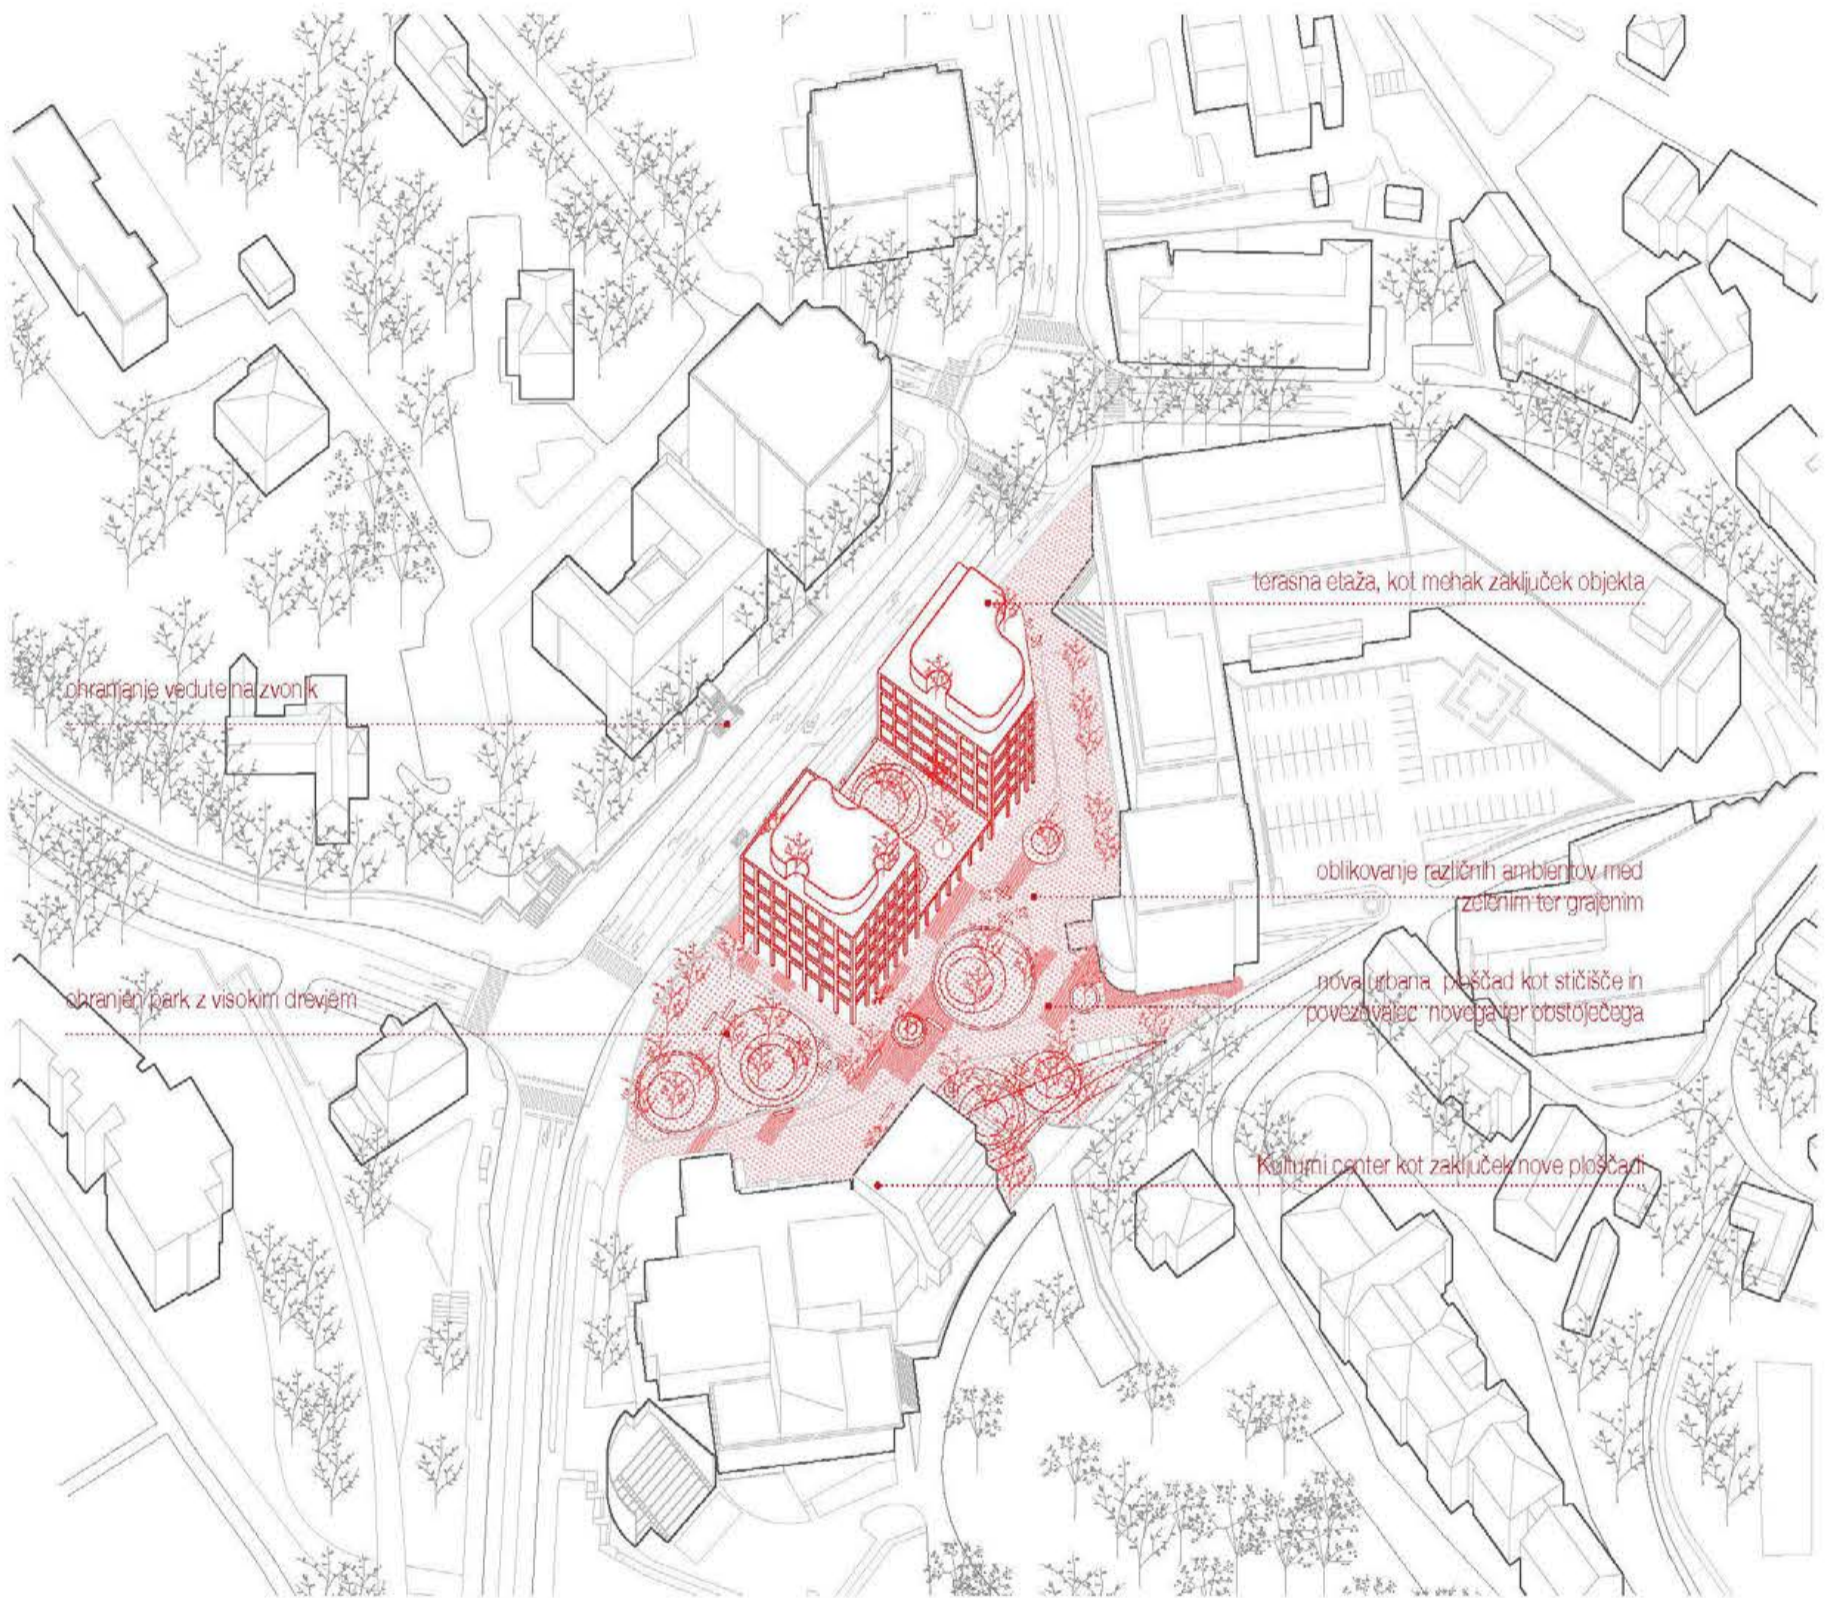 terasna etaža, kot mehak zaključek objekta
ohranjanje vedute na zvonik
oblikovanje različnih ambientov med
zelenim ter grajenim
nova urbana ploščad kot stičišče in
povezovalec novega ter obstoječega
ohranjen park z visokim drevjem
Kulturni center kot zaključek nove ploščadi